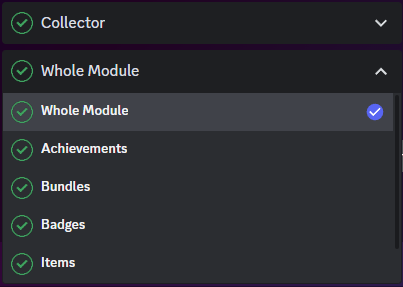 Collector
Whole Module
Whole Module
Achievements
Bundles
Badges
Items